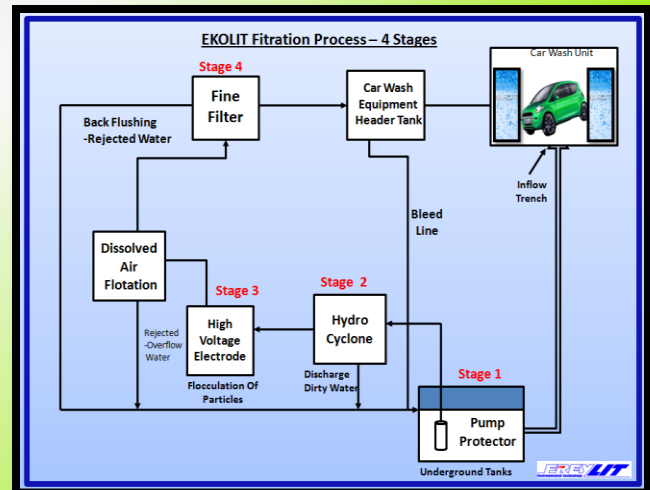 EKOLIT Fitration Process – 4 Stages
Stage 4
Fine
Filter
Car Wash
Equipment
Header Tank
Car Wash Unit
Back Flushing
-Rejected Water
Inflow
Trench
Bleed
Line
Dissolved
Air
Flotation
Stage 3
High
Voltage
Electrode
Flocculation Of
Particles
Rejected
-Overflow
Water
Stage 2
Hydro
Cyclone
Discharge
Dirty Water
Stage 1
Pump
Protector
Underground Tanks